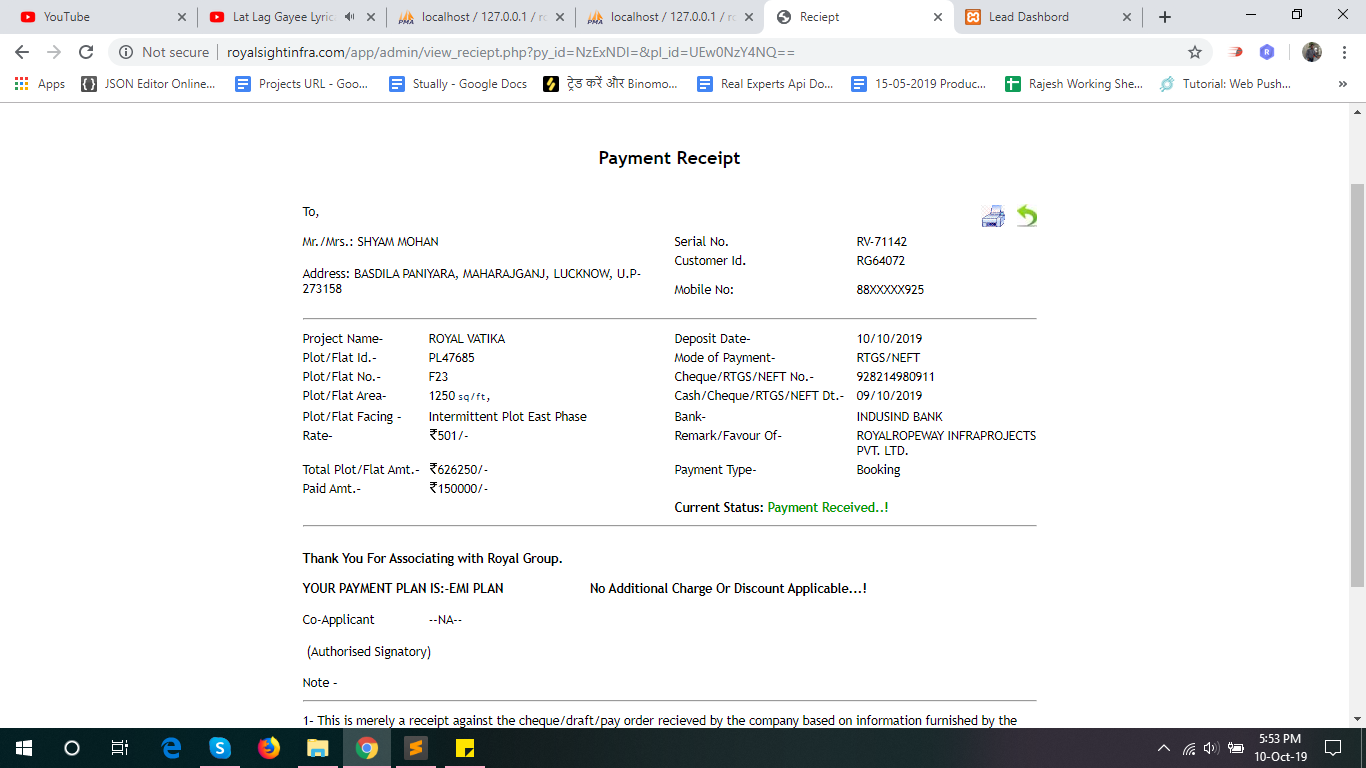 YouTube
Lat Lag Gayee Lyric
localhost / 127.0.0.1 / ro
localhost / 127.0.0.1 / ro
Reciept
Lead Dashbord
Not secure | royalsightinfra.com/app/admin/view_reciept.php?py_id=NzExNDI=&pl_id=UEw0NzY4NQ==
Apps
JSON Editor Online...
Projects URL - Goo...
Stually - Google Docs
ट्रेड करें और Binomo...
Real Experts Api Do...
15-05-2019 Produc...
Rajesh Working She...
Tutorial: Web Push...
»
Payment Receipt
To,
Mr./Mrs.: SHYAM MOHAN
Address: BASDILA PANIYARA, MAHARAJGANJ, LUCKNOW, U.P-
273158
Serial No. RV-71142
Customer Id. RG64072
Mobile No: 88XXXXX925
Project Name- ROYAL VATIKA
Plot/Flat Id.- PL47685
Plot/Flat No.- F23
Plot/Flat Area- 1250 sq/ft,
Plot/Flat Facing - Intermittent Plot East Phase
Rate- ₹501/-
Total Plot/Flat Amt.- ₹626250/-
Paid Amt.- ₹150000/-
Deposit Date- 10/10/2019
Mode of Payment- RTGS/NEFT
Cheque/RTGS/NEFT No.- 928214980911
Cash/Cheque/RTGS/NEFT Dt.- 09/10/2019
Bank- INDUSIND BANK
Remark/Favour Of- ROYALROPEWAY INFRAPROJECTS
PVT. LTD.
Payment Type- Booking
Current Status: Payment Received..!
Thank You For Associating with Royal Group.
YOUR PAYMENT PLAN IS:-EMI PLAN No Additional Charge Or Discount Applicable...!
Co-Applicant --NA--
(Authorised Signatory)
Note -
1- This is merely a receipt against the cheque/draft/pay order recieved by the company based on information furnished by the
5:53 PM
10-Oct-19